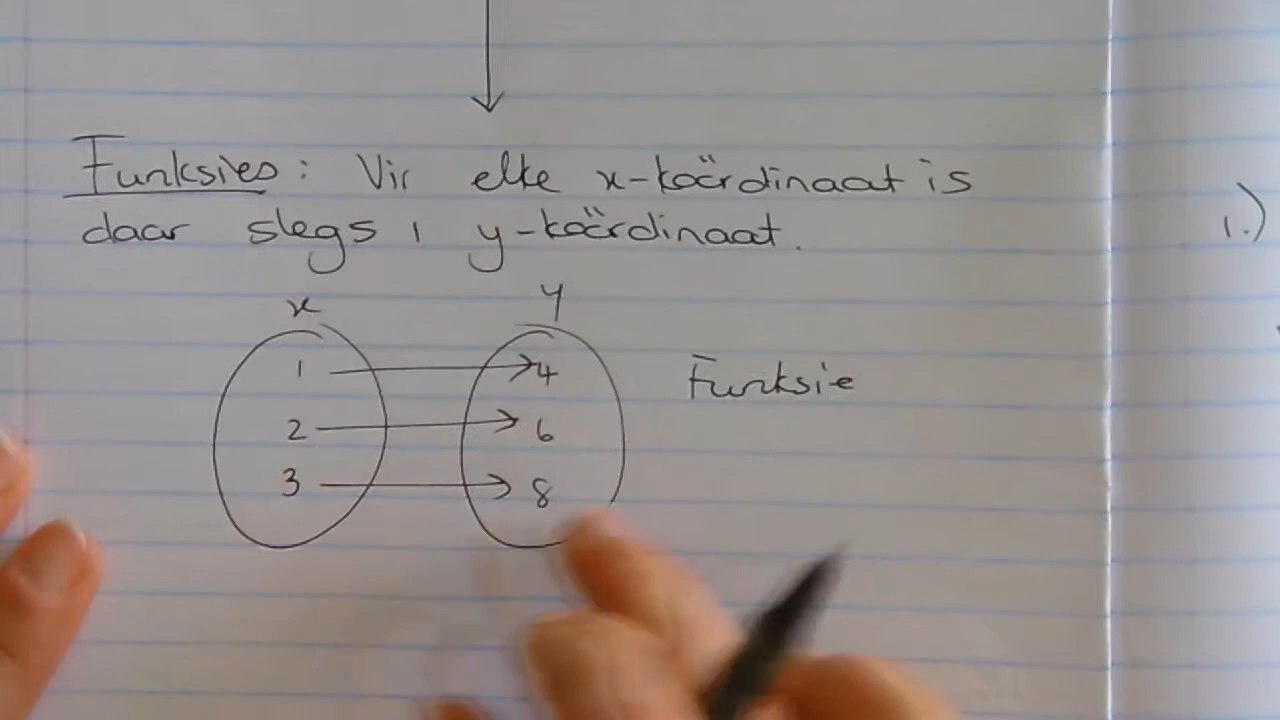 Funksies: Vir elke x-koördinaat is
daar slegs 1 y-koördinaat.
x y
1 → 4 Funksie
2 → 6
3 → 8
1.)